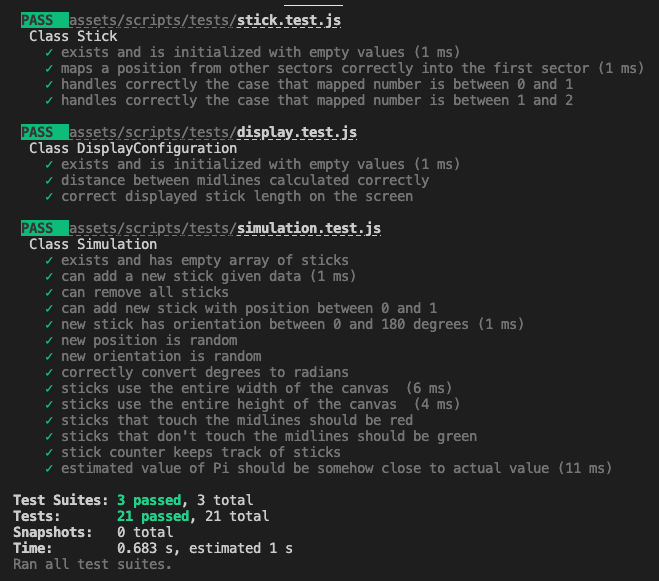 PASS assets/scripts/tests/stick.test.js
Class Stick
✓ exists and is initialized with empty values (1 ms)
✓ maps a position from other sectors correctly into the first sector (1 ms)
✓ handles correctly the case that mapped number is between 0 and 1
✓ handles correctly the case that mapped number is between 1 and 2
PASS assets/scripts/tests/display.test.js
Class DisplayConfiguration
✓ exists and is initialized with empty values (1 ms)
✓ distance between midlines calculated correctly
✓ correct displayed stick length on the screen
PASS assets/scripts/tests/simulation.test.js
Class Simulation
✓ exists and has empty array of sticks
✓ can add a new stick given data (1 ms)
✓ can remove all sticks
✓ can add new stick with position between 0 and 1
✓ new stick has orientation between 0 and 180 degrees (1 ms)
✓ new position is random
✓ new orientation is random
✓ correctly convert degrees to radians
✓ sticks use the entire width of the canvas  (6 ms)
✓ sticks use the entire height of the canvas  (4 ms)
✓ sticks that touch the midlines should be red
✓ sticks that don't touch the midlines should be green
✓ stick counter keeps track of sticks
✓ estimated value of Pi should be somehow close to actual value (11 ms)
Test Suites: 3 passed, 3 total
Tests:       21 passed, 21 total
Snapshots:   0 total
Time:        0.683 s, estimated 1 s
Ran all test suites.